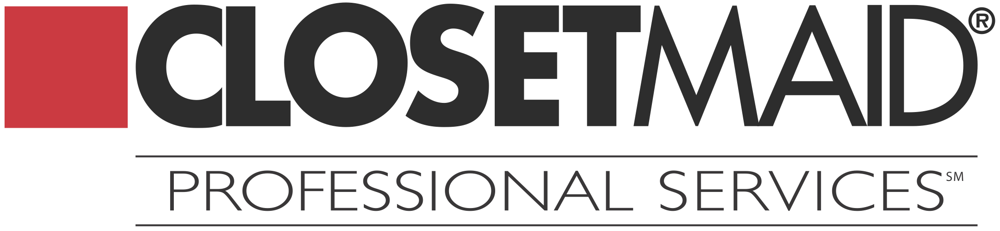 CLOSETMAID®
PROFESSIONAL SERVICES℠